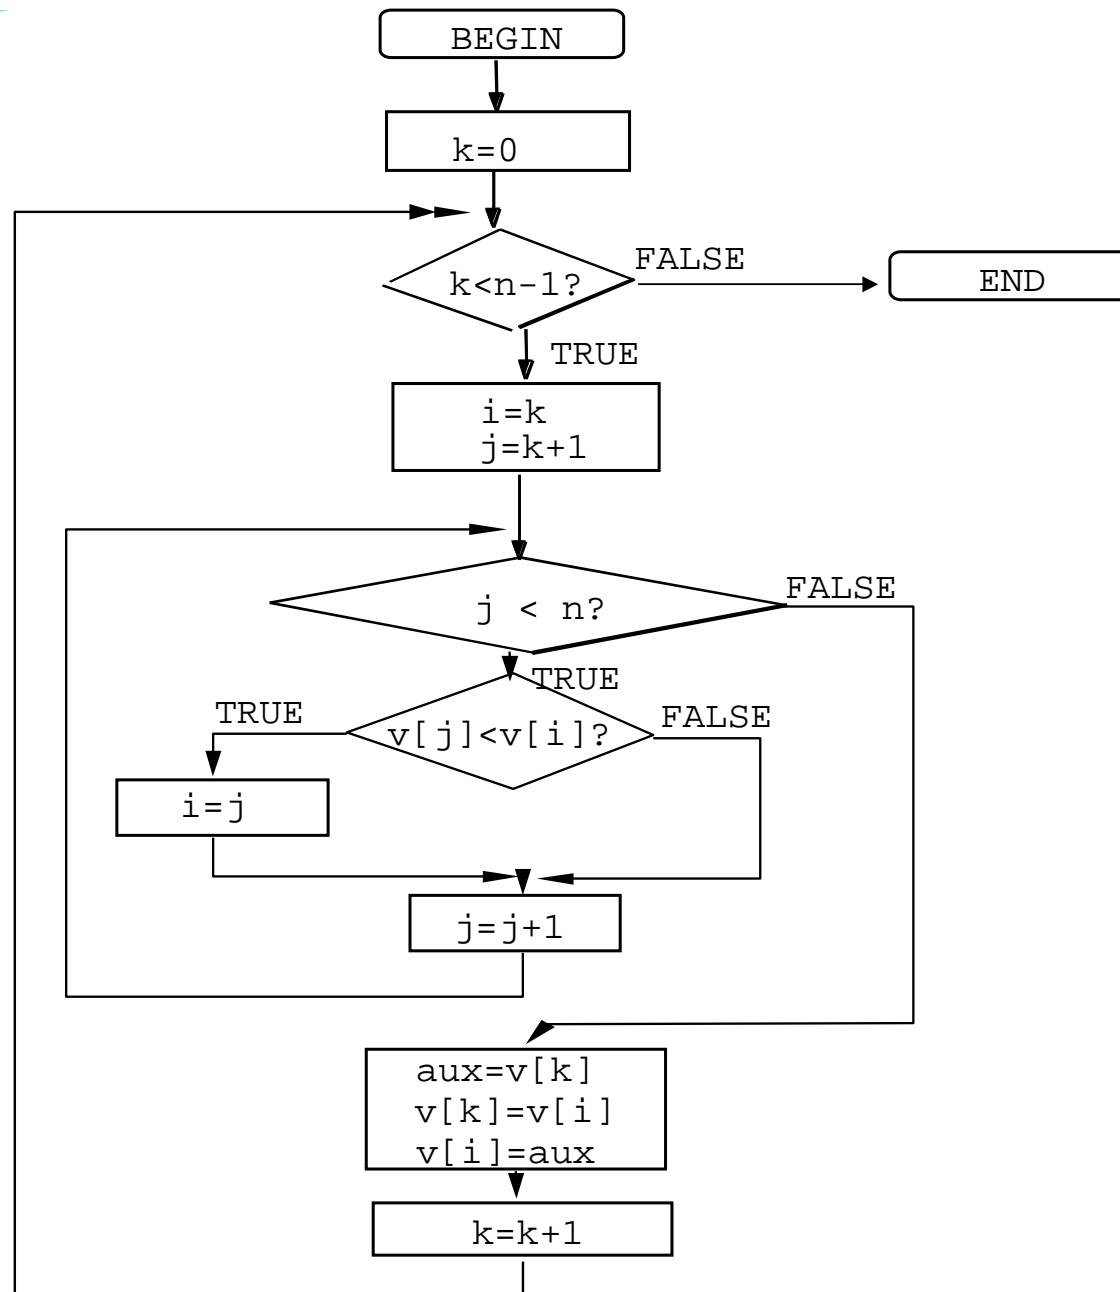 BEGIN
k=0
k<n-1?
FALSE
END
TRUE
i=k
j=k+1
j < n?
FALSE
TRUE
TRUE
v[j]<v[i]?
FALSE
i=j
j=j+1
aux=v[k]
v[k]=v[i]
v[i]=aux
k=k+1